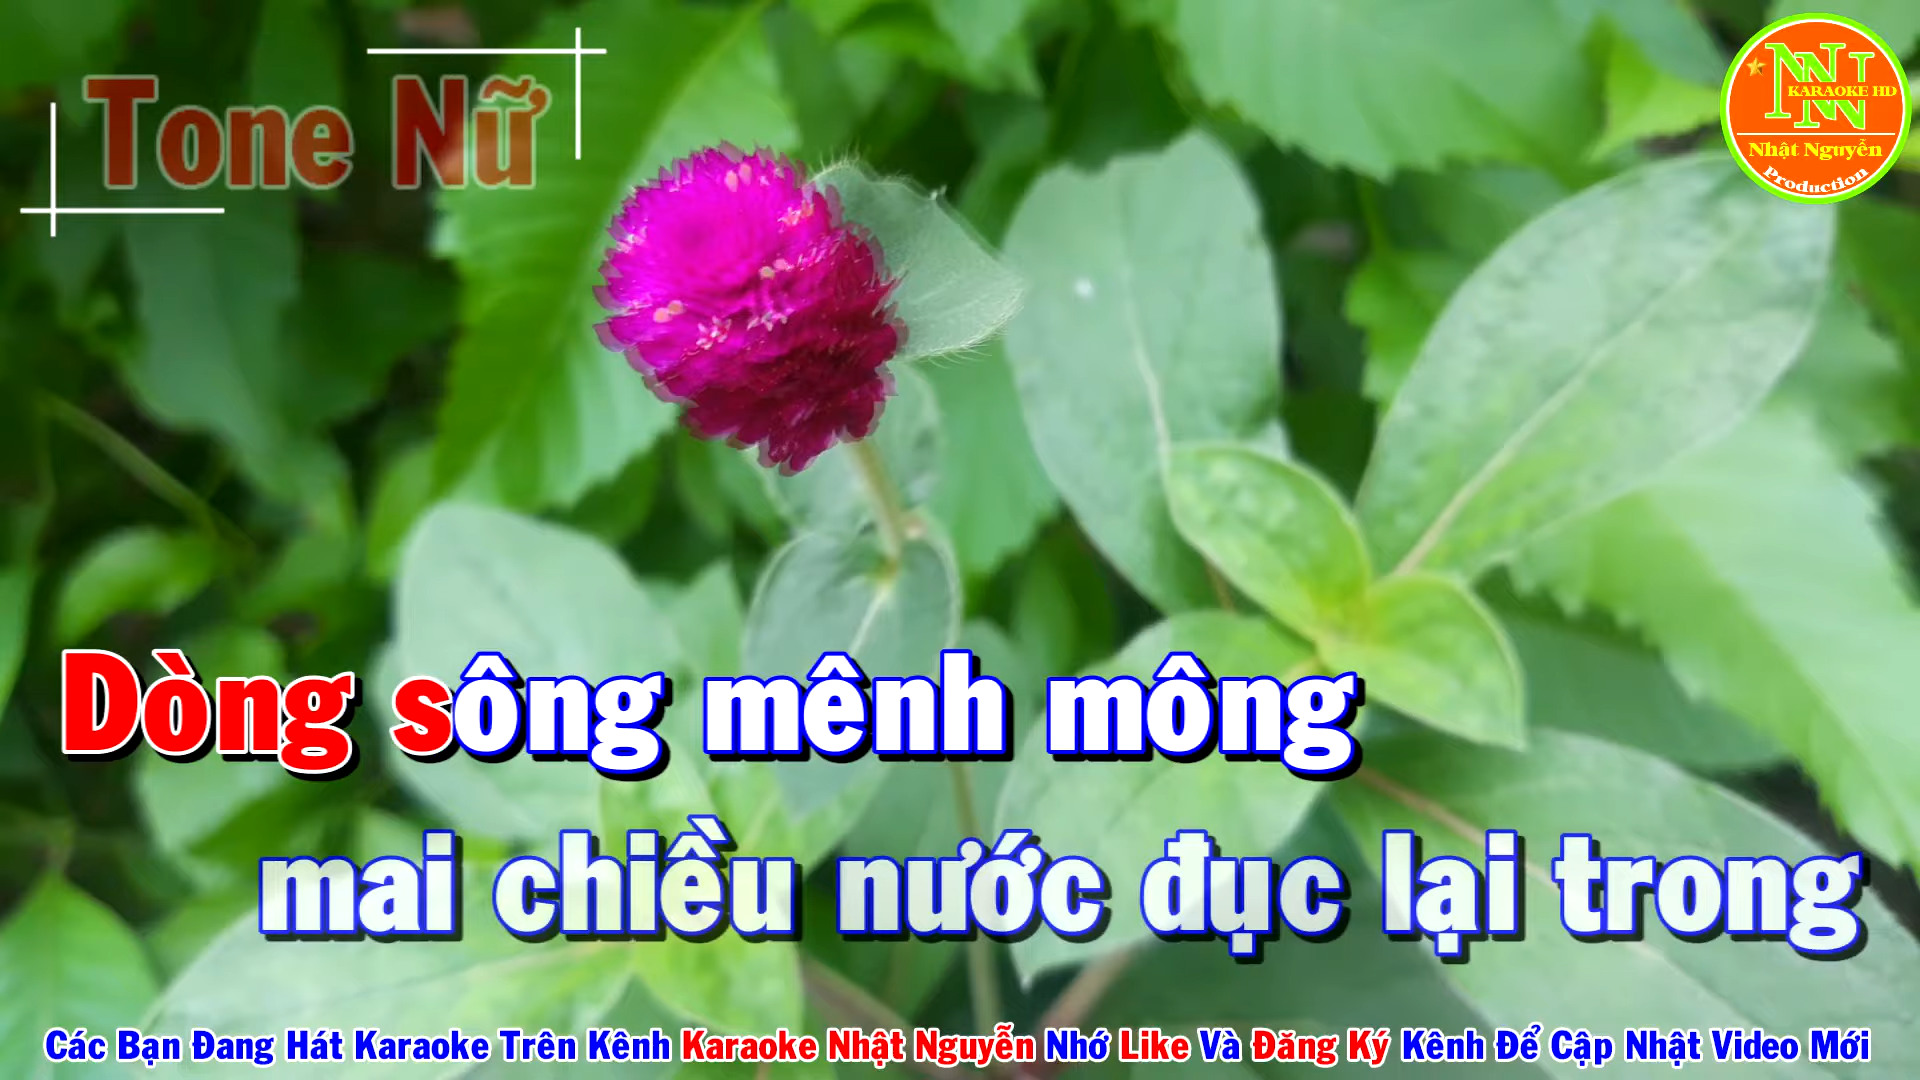 Tone Nữ
NN
NN
KARAOKE HD
Nhật Nguyễn
Production
Dòng sông mênh mông
mai chiều nước đục lại trong
Các Bạn Đang Hát Karaoke Trên Kênh Karaoke Nhật Nguyễn Nhớ Like Và Đăng Ký Kênh Để Cập Nhật Video Mới